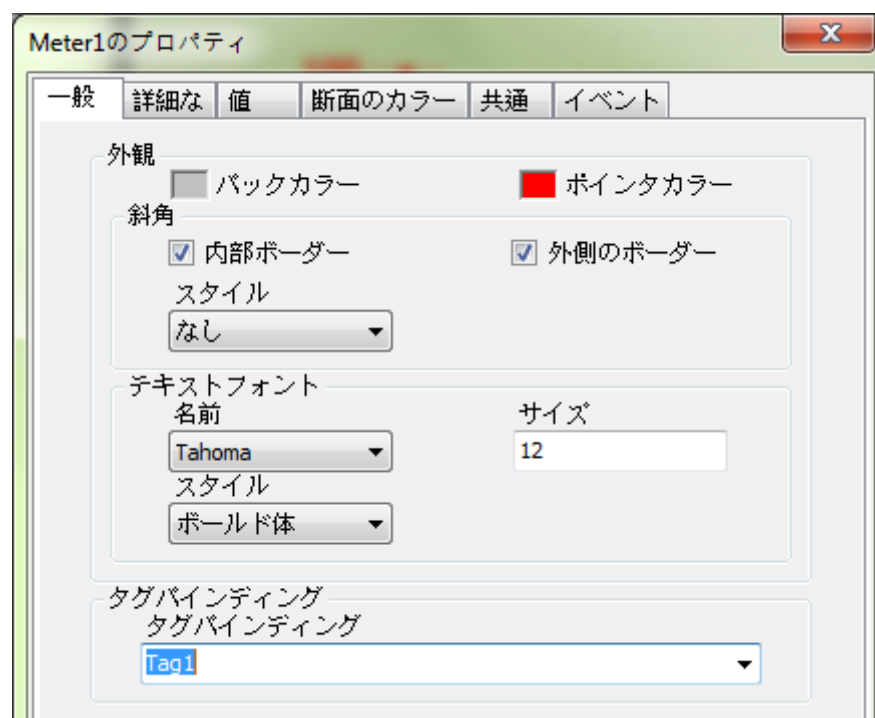 Meter1のプロパティ
一般 詳細な 値 断面のカラー 共通 イベント
外観
バックカラー ポインタカラー
斜角
内部ボーダー 外側のボーダー
スタイル
なし
テキストフォント
名前 サイズ
Tahoma 12
スタイル
ボールド体
タグバインディング
タグバインディング
Tag1